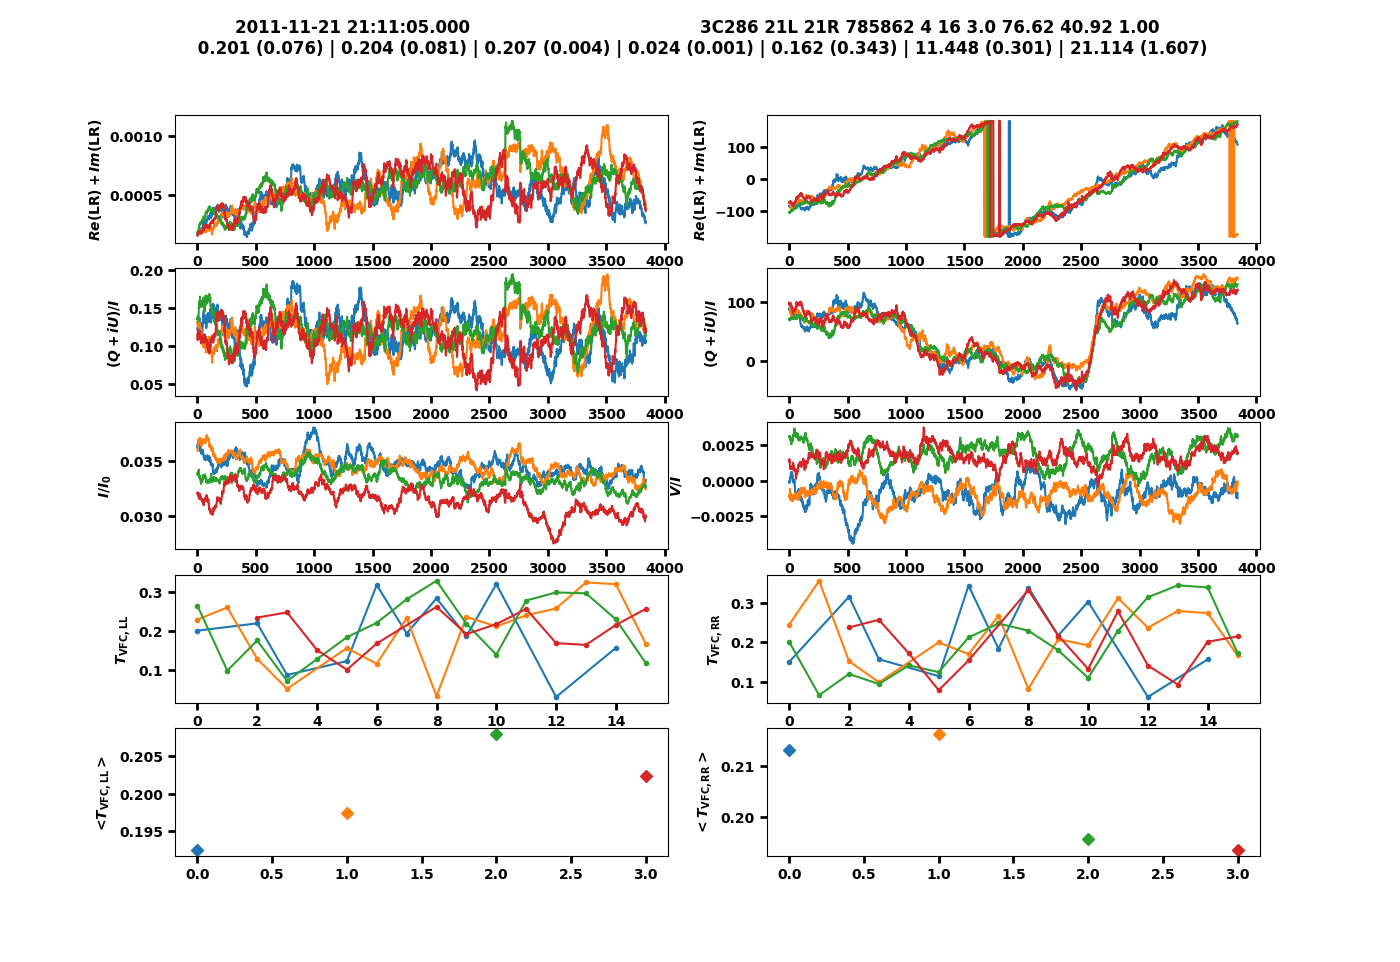 2011-11-21 21:11:05.000 3C286 21L 21R 785862 4 16 3.0 76.62 40.92 1.00
0.201 (0.076) | 0.204 (0.081) | 0.207 (0.004) | 0.024 (0.001) | 0.162 (0.343) | 11.448 (0.301) | 21.114 (1.607)
Re(LR) + Im(LR)
0.0010
0.0005
0 500 1000 1500 2000 2500 3000 3500 4000
Re(LR) + Im(LR)
100
0
−100
0 500 1000 1500 2000 2500 3000 3500 4000
(Q + iU)/I
0.20
0.15
0.10
0.05
0 500 1000 1500 2000 2500 3000 3500 4000
(Q + iU)/I
100
0
0 500 1000 1500 2000 2500 3000 3500 4000
I/I0
0.035
0.030
0 500 1000 1500 2000 2500 3000 3500 4000
V/I
0.0025
0.0000
−0.0025
0 500 1000 1500 2000 2500 3000 3500 4000
TVFC, LL
0.3
0.2
0.1
0 2 4 6 8 10 12 14
TVFC, RR
0.3
0.2
0.1
0 2 4 6 8 10 12 14
<TVFC, LL >
0.205
0.200
0.195
0.0 0.5 1.0 1.5 2.0 2.5 3.0
< TVFC, RR >
0.21
0.20
0.0 0.5 1.0 1.5 2.0 2.5 3.0